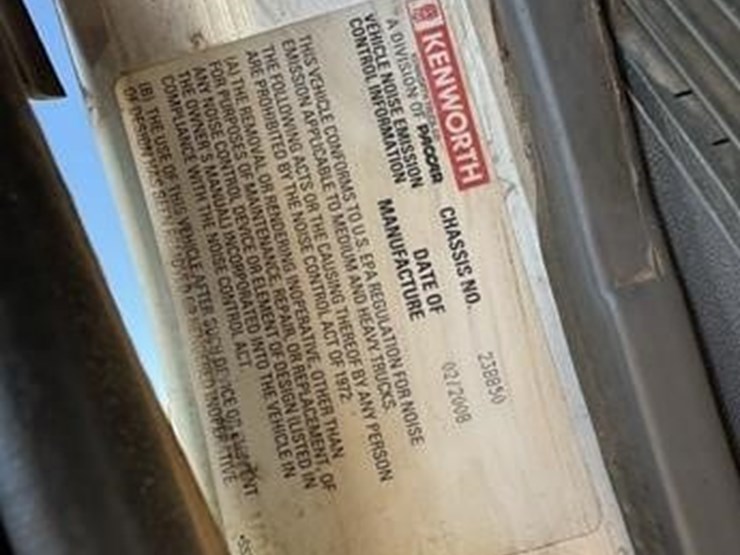 KENWORTH
A DIVISION OF PACCAR
VEHICLE NOISE EMISSION
CONTROL INFORMATION
CHASSIS NO. 238850
DATE OF
MANUFACTURE 02/2008
THIS VEHICLE CONFORMS TO U.S. EPA REGULATION FOR NOISE
EMISSION APPLICABLE TO MEDIUM AND HEAVY TRUCKS.
THE FOLLOWING ACTS OR THE CAUSING THEREOF BY ANY PERSON
ARE PROHIBITED BY THE NOISE CONTROL ACT OF 1972.
(A) THE REMOVAL OR RENDERING INOPERATIVE, OTHER THAN
FOR PURPOSES OF MAINTENANCE, REPAIR, OR REPLACEMENT, OF
ANY NOISE CONTROL DEVICE OR ELEMENT OF DESIGN (LISTED IN
THE OWNER'S MANUAL) INCORPORATED INTO THE VEHICLE IN
COMPLIANCE WITH THE NOISE CONTROL ACT.
(B) THE USE OF THIS VEHICLE AFTER SUCH DEVICE OR ELEMENT
OF DESIGN HAS INOPERATIVE